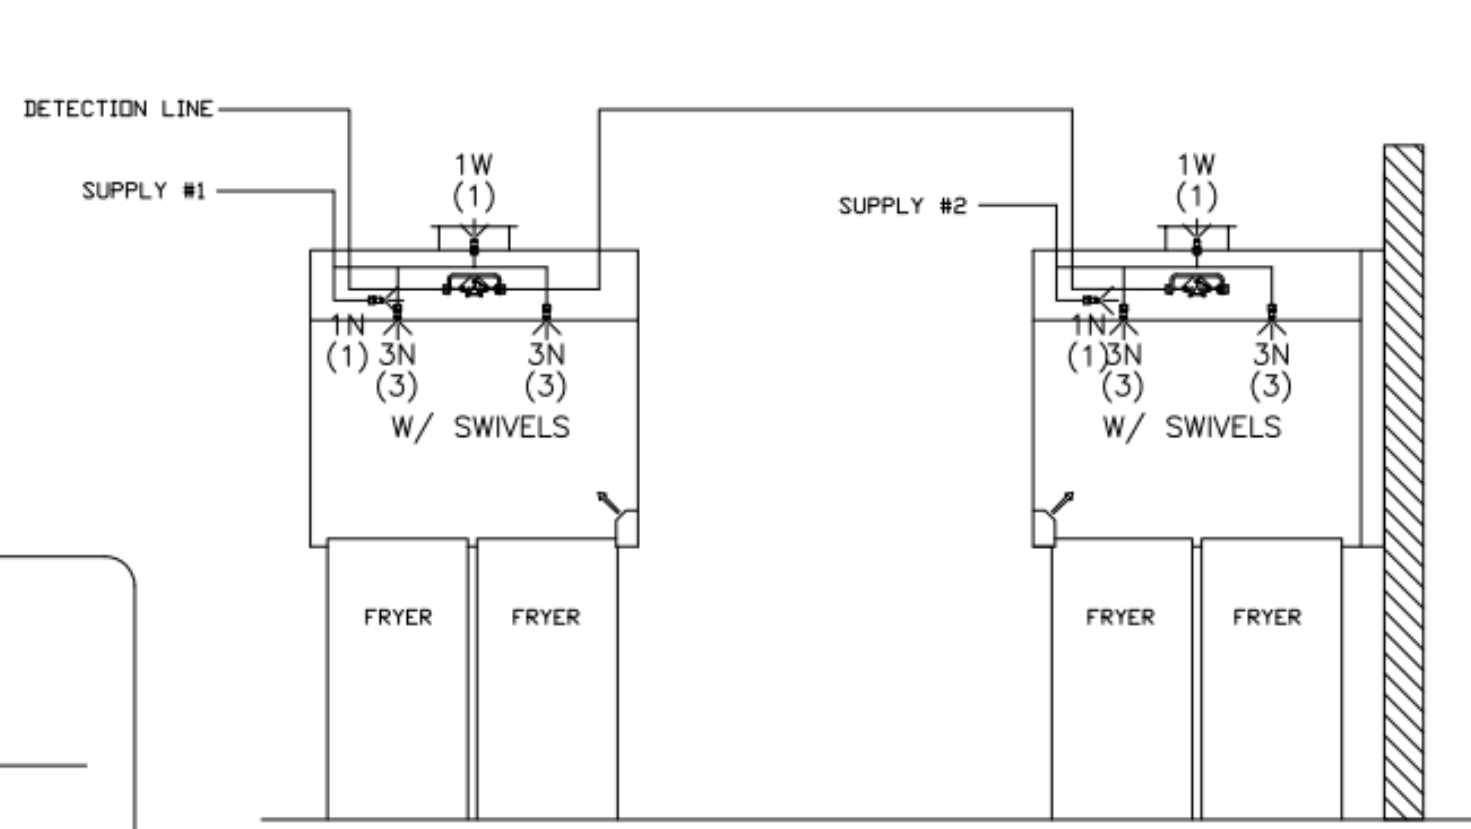 DETECTION LINE
SUPPLY #1
1W
(1)
SUPPLY #2
1W
(1)
1N
(1)
3N
(3)
3N
(3)
W/ SWIVELS
1N
(1)
3N
(3)
3N
(3)
W/ SWIVELS
FRYER
FRYER
FRYER
FRYER